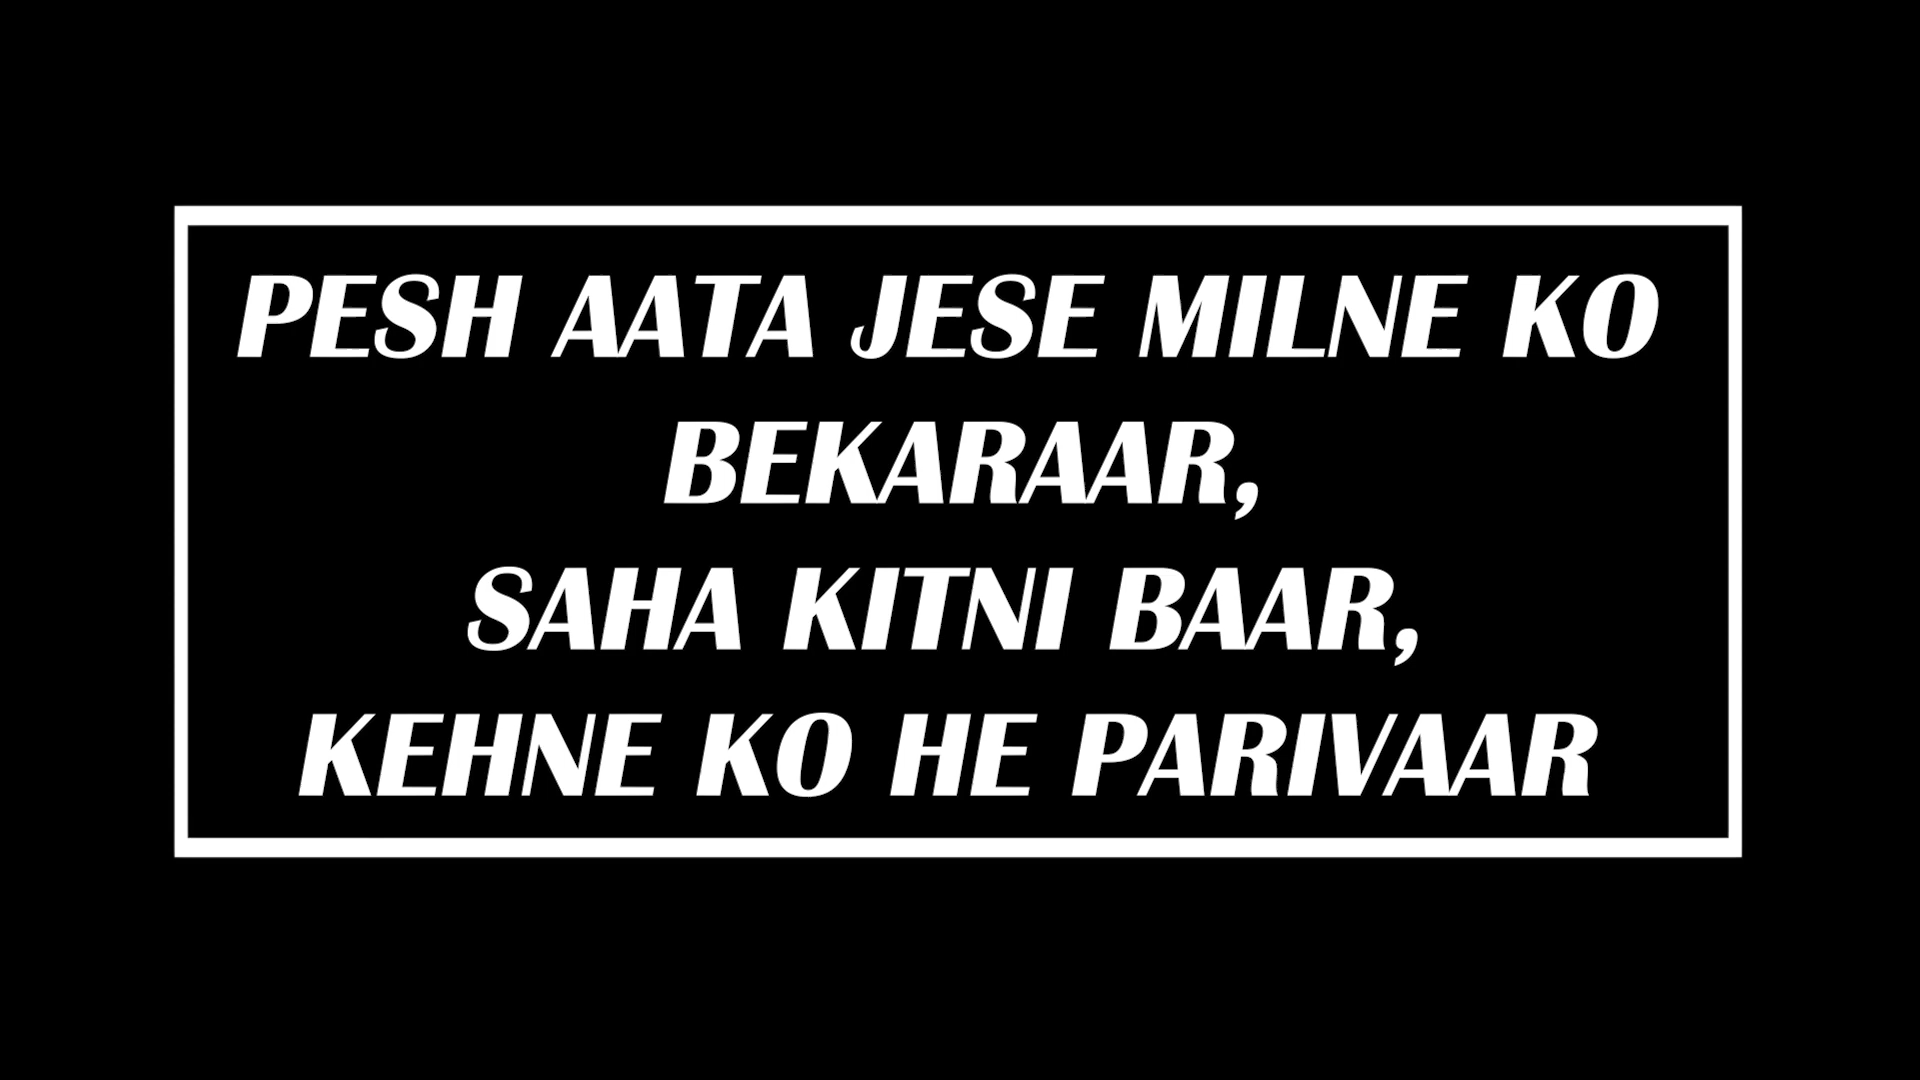 PESH AATA JESE MILNE KO
BEKARAAR,
SAHA KITNI BAAR,
KEHNE KO HE PARIVAAR